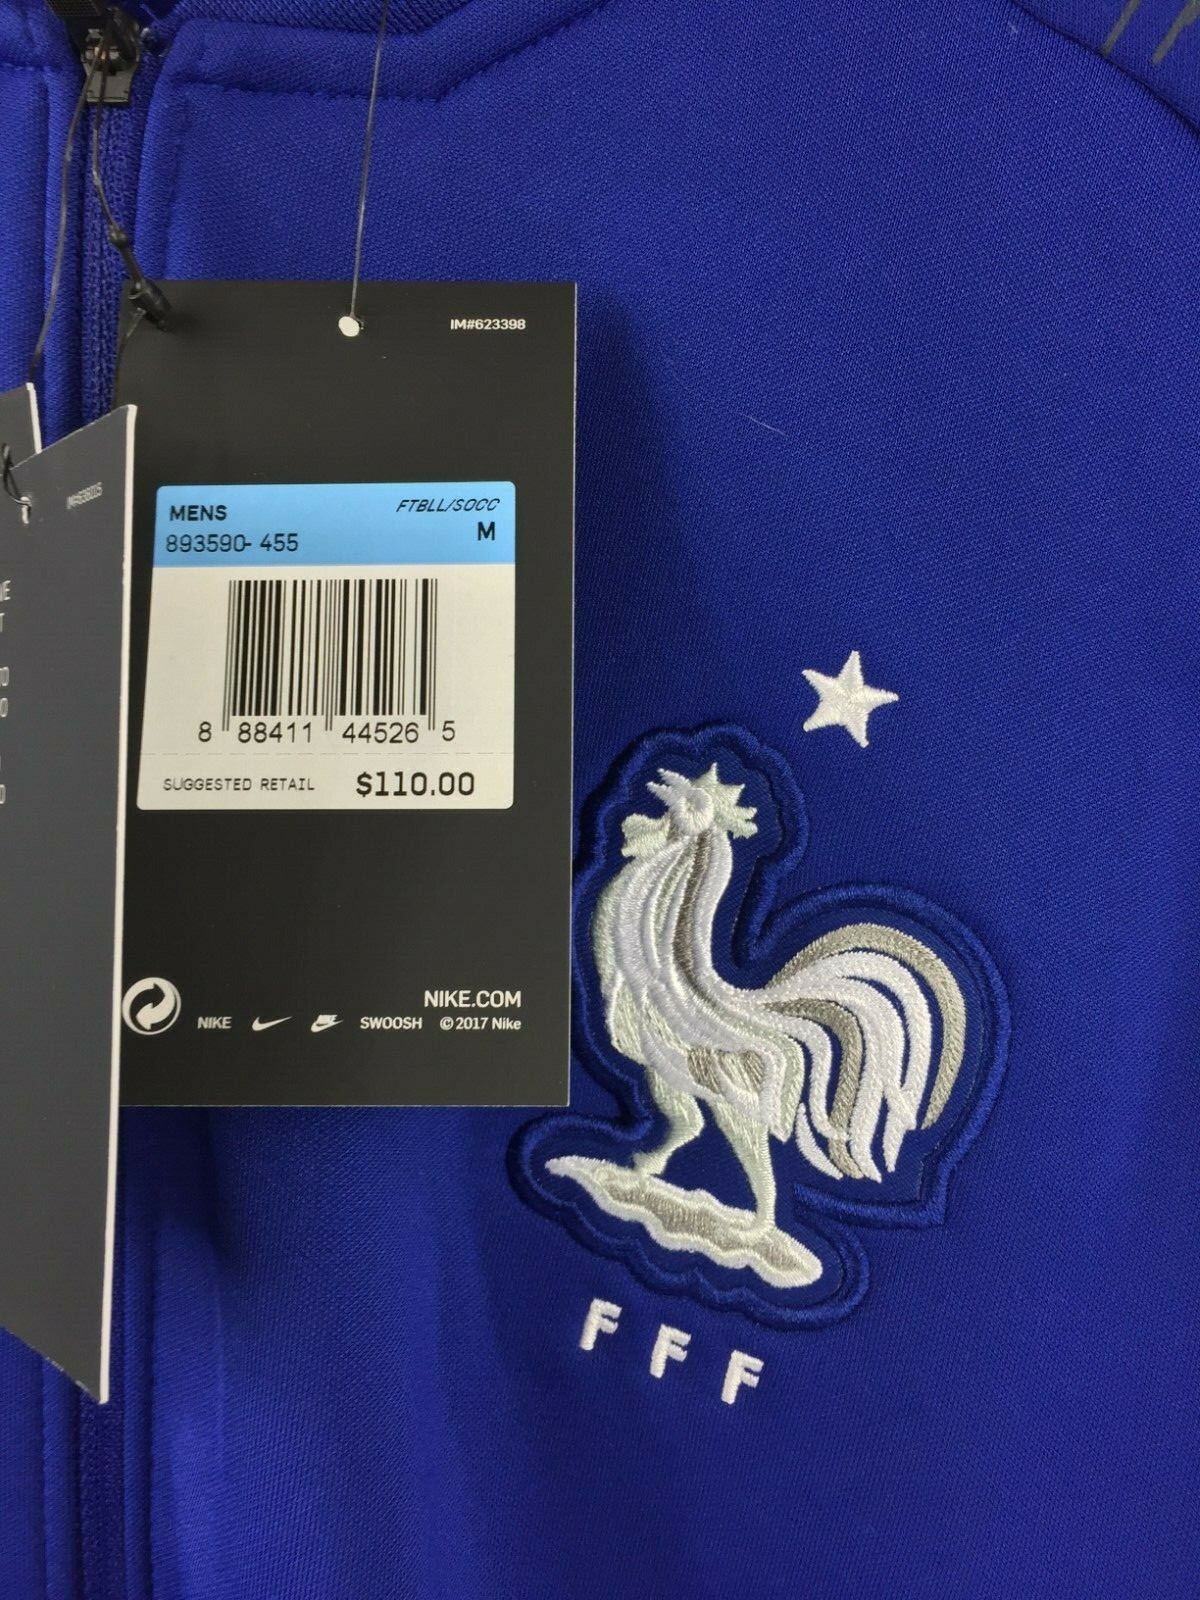 IM#623398
MENS
FTBLL/SOCC
893590- 455
M
8 88411 44526 5
SUGGESTED RETAIL $110.00
NIKE.COM
NIKE SWOOSH © 2017 Nike
FFF